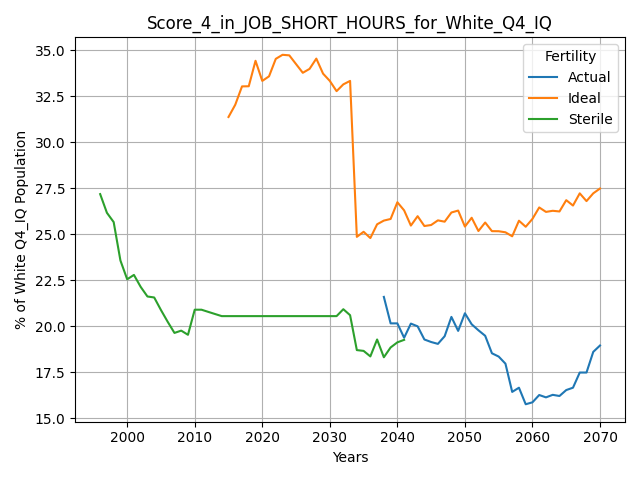 Score_4_in_JOB_SHORT_HOURS_for_White_Q4_IQ
% of White Q4_IQ Population
35.0
32.5
30.0
27.5
25.0
22.5
20.0
17.5
15.0
Fertility
Actual
Ideal
Sterile
2000
2010
2020
2030
2040
2050
2060
2070
Years